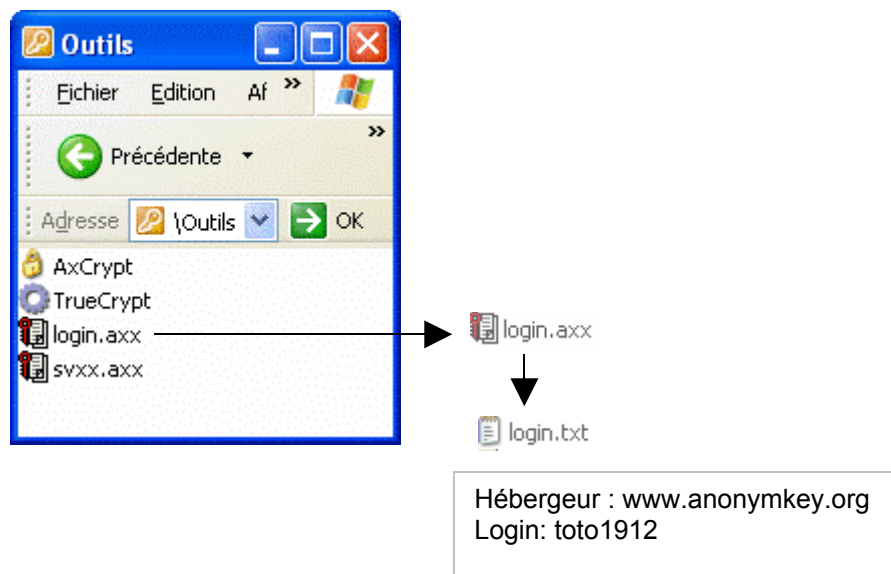 Outils
Fichier Edition Af »
»
Précédente
Adresse \Outils OK
AxCrypt
TrueCrypt
login.axx
svxx.axx
login.axx
login.txt
Hébergeur : www.anonymkey.org
Login: toto1912